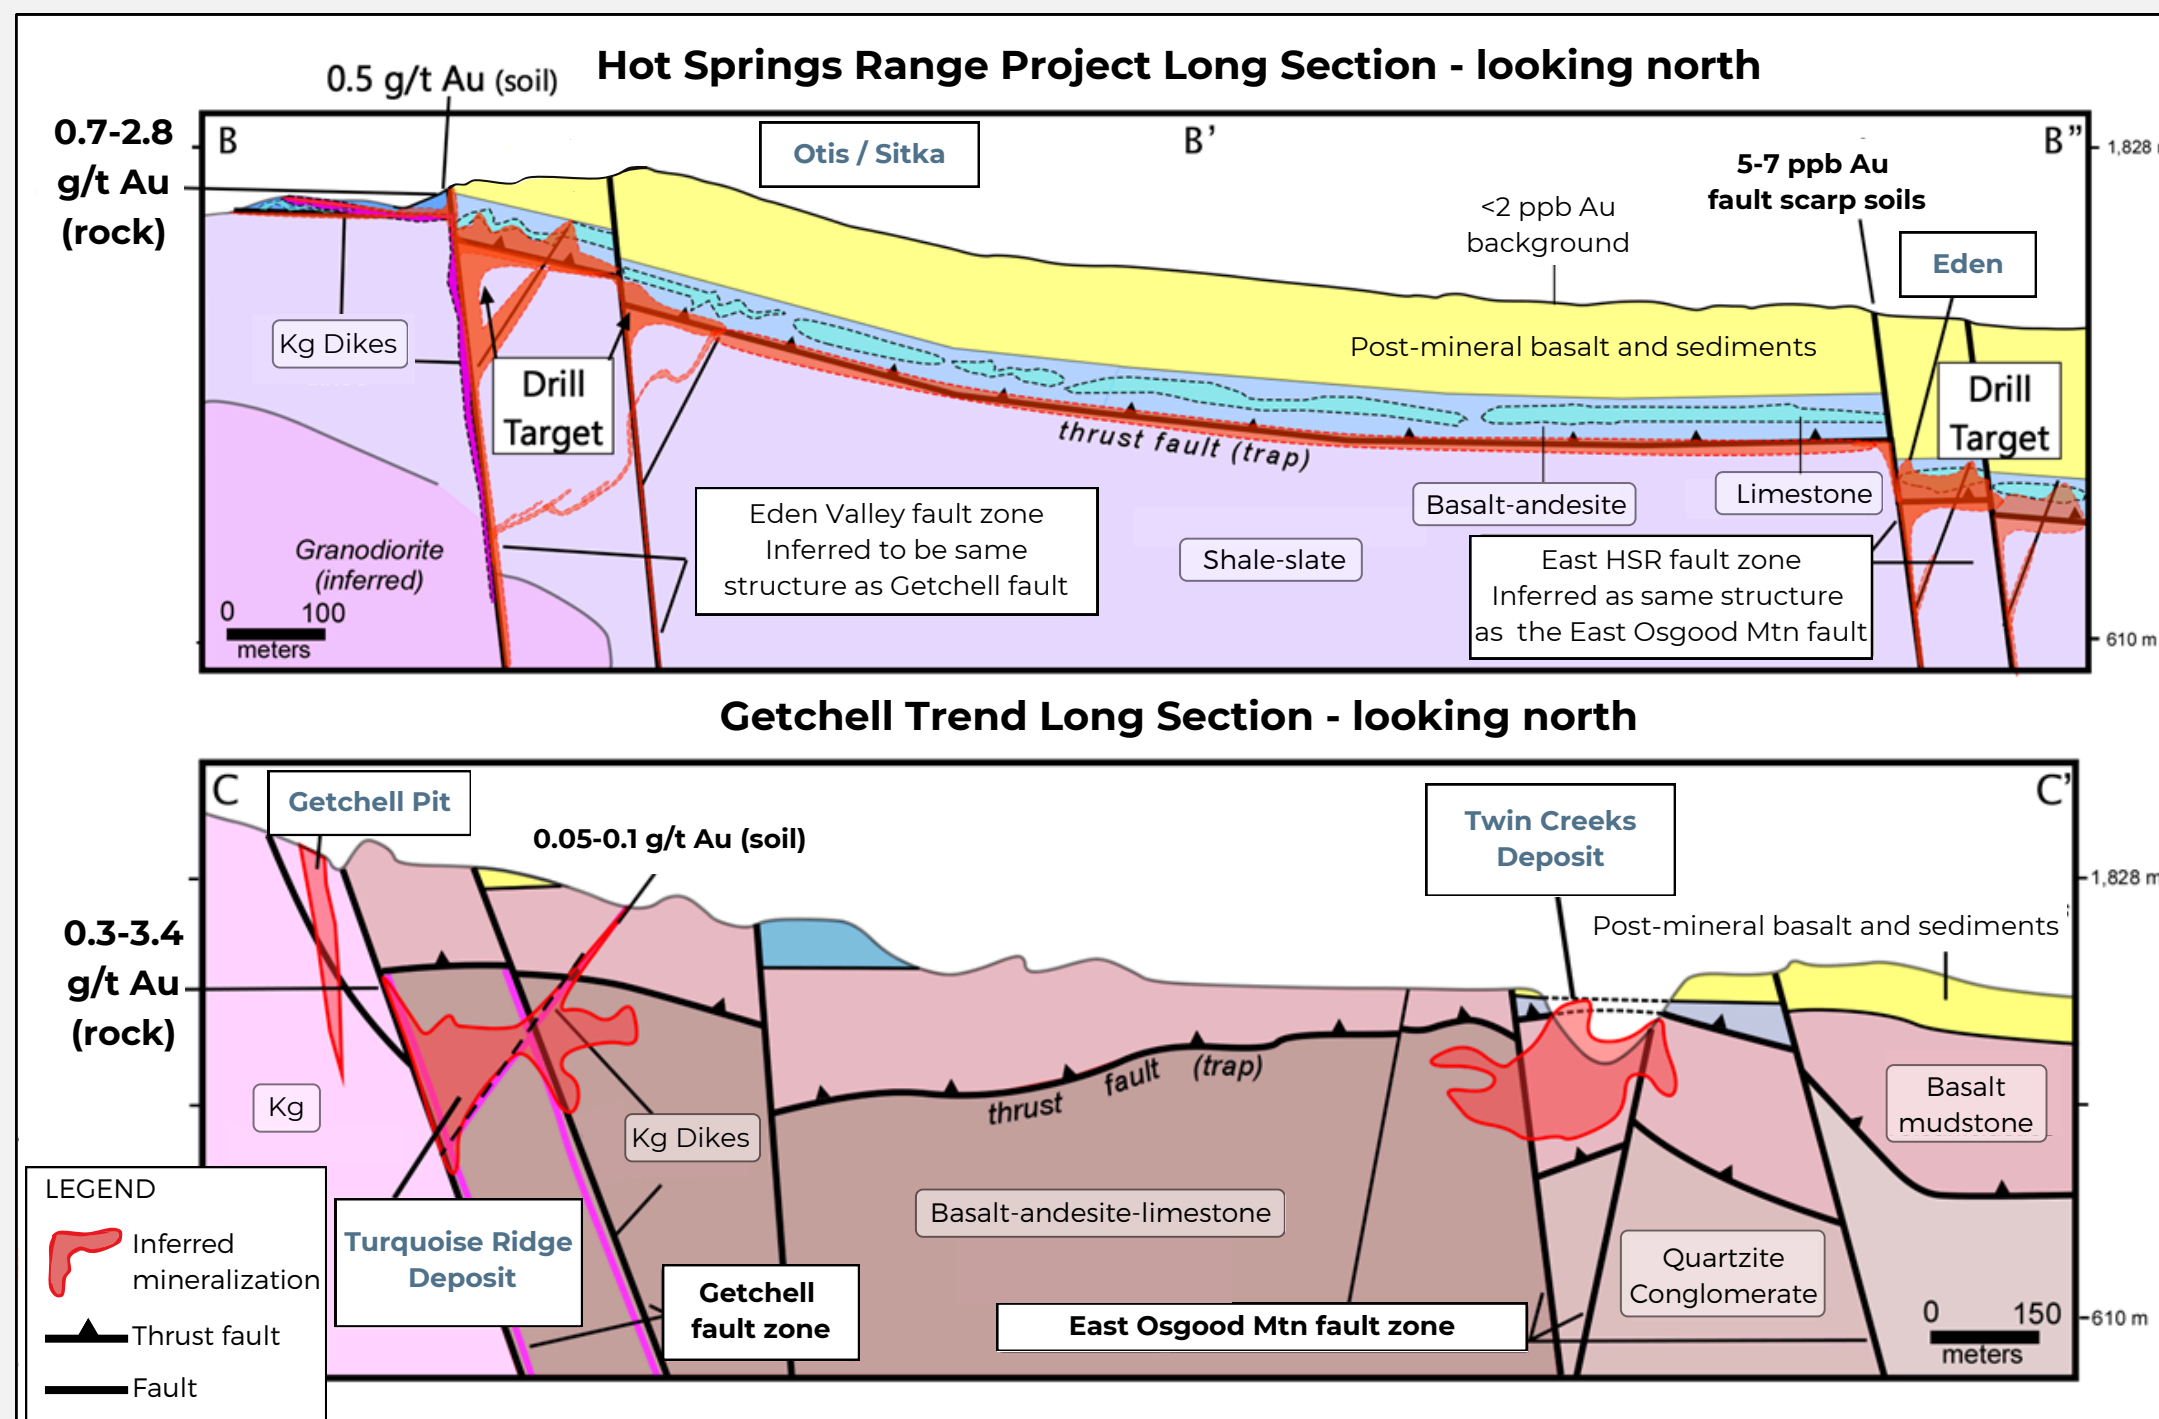 Hot Springs Range Project Long Section - looking north
0.5 g/t Au (soil)
0.7-2.8
g/t Au
(rock)
B
Otis / Sitka
B'
B"
1,828
5-7 ppb Au
fault scarp soils
<2 ppb Au
background
Eden
Kg Dikes
Post-mineral basalt and sediments
Drill
Target
Drill
Target
thrust fault (trap)
Basalt-andesite
Limestone
Eden Valley fault zone
Inferred to be same
structure as Getchell fault
Shale-slate
East HSR fault zone
Inferred as same structure
as the East Osgood Mtn fault
Granodiorite
(inferred)
0 100
meters
610 m
Getchell Trend Long Section - looking north
C
Getchell Pit
0.05-0.1 g/t Au (soil)
Twin Creeks
Deposit
C'
1,828 m
Post-mineral basalt and sediments
0.3-3.4
g/t Au
(rock)
thrust fault (trap)
Kg
Kg Dikes
Basalt
mudstone
Basalt-andesite-limestone
Turquoise Ridge
Deposit
Quartzite
Conglomerate
Getchell
fault zone
East Osgood Mtn fault zone
0 150
meters
610 m
LEGEND
Inferred
mineralization
Thrust fault
Fault